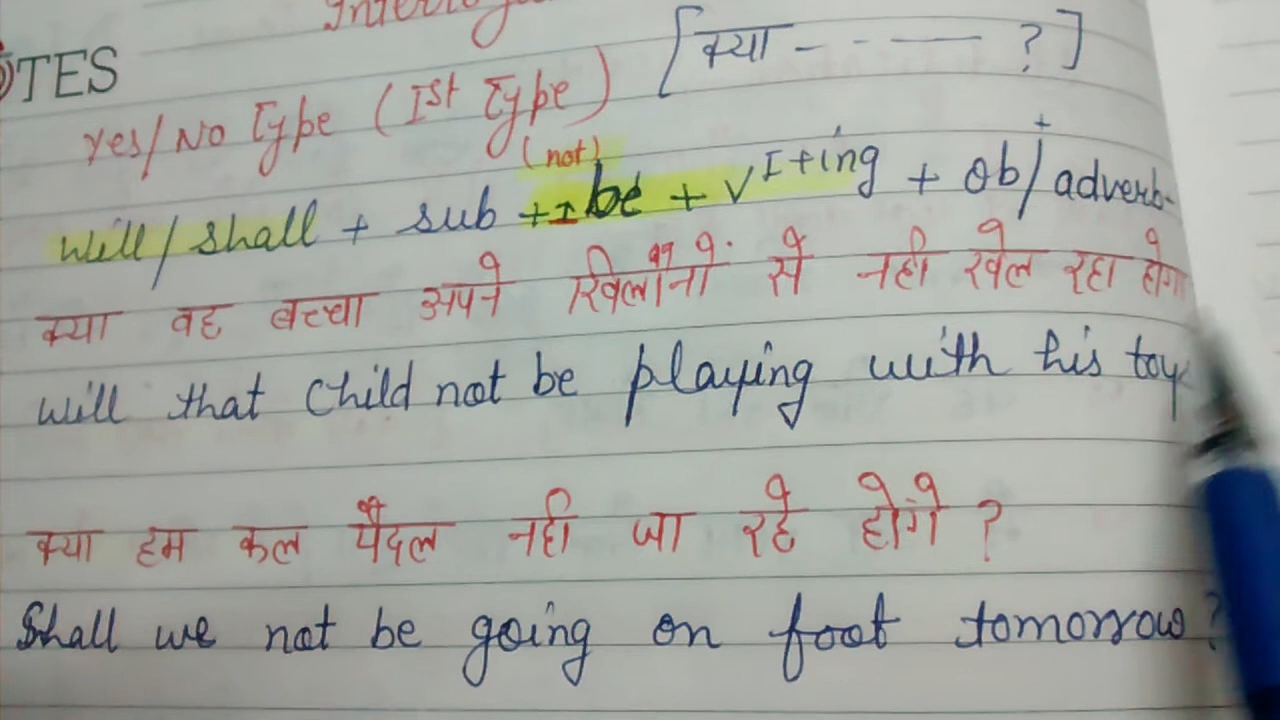 NOTES
[क्या - - — ?]
Yes/No Type (Ist Type)
(not)
will/shall + sub + be + V I+ing + ob/adverb
क्या वह बच्चा अपने खिलौनों से नही खेल रहा होगा
will that child not be playing with his toy
क्या हम कल पैदल नही जा रहे होगें ?
Shall we not be going on foot tomorrow ?